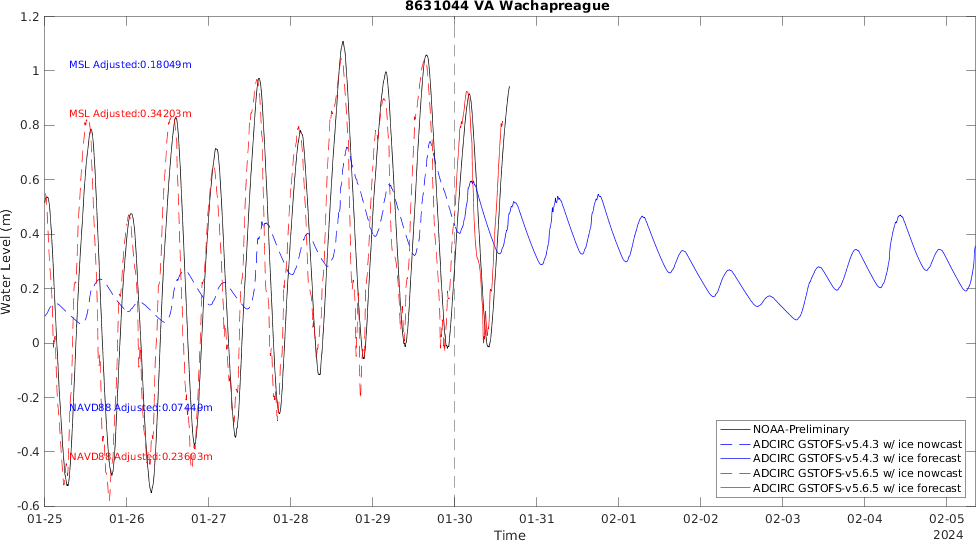 8631044 VA Wachapreague
1.2
1
0.8
0.6
0.4
0.2
0
-0.2
-0.4
-0.6
Water Level (m)
MSL Adjusted:0.18049m
MSL Adjusted:0.34203m
NAVD88 Adjusted:0.07449m
NAVD88 Adjusted:0.23603m
NOAA-Preliminary
ADCIRC GSTOFS-v5.4.3 w/ ice nowcast
ADCIRC GSTOFS-v5.4.3 w/ ice forecast
ADCIRC GSTOFS-v5.6.5 w/ ice nowcast
ADCIRC GSTOFS-v5.6.5 w/ ice forecast
01-25 01-26 01-27 01-28 01-29 01-30 01-31 02-01 02-02 02-03 02-04 02-05
Time
2024